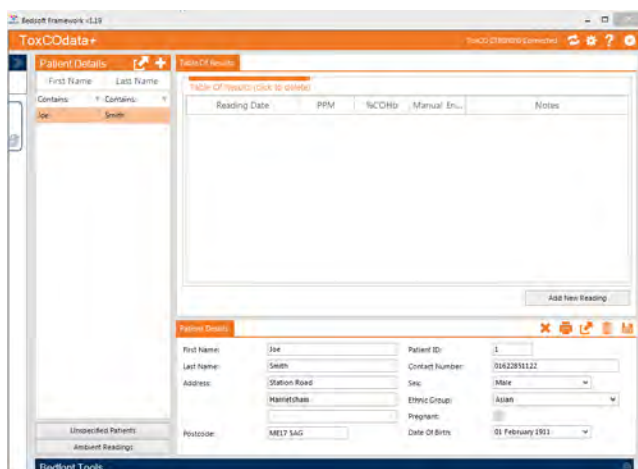 Bedsoft Framework v1.19
ToxCOdata+
Patient Details
First Name Last Name
Contains: Contains:
Joe Smith
Unspecified Patients
Ambient Readings
Table Of Results
Table Of Results (click to delete)
Reading Date PPM %COHb Manual En... Notes
Add New Reading
Patient Details
First Name: Joe Patient ID: 1
Last Name: Smith Contact Number: 01622851122
Address: Station Road Sex: Male
Harrietsham Ethnic Group: Asian
Pregnant:
Postcode: ME17 5AG Date Of Birth: 01 February 1911
Bedfont Tools